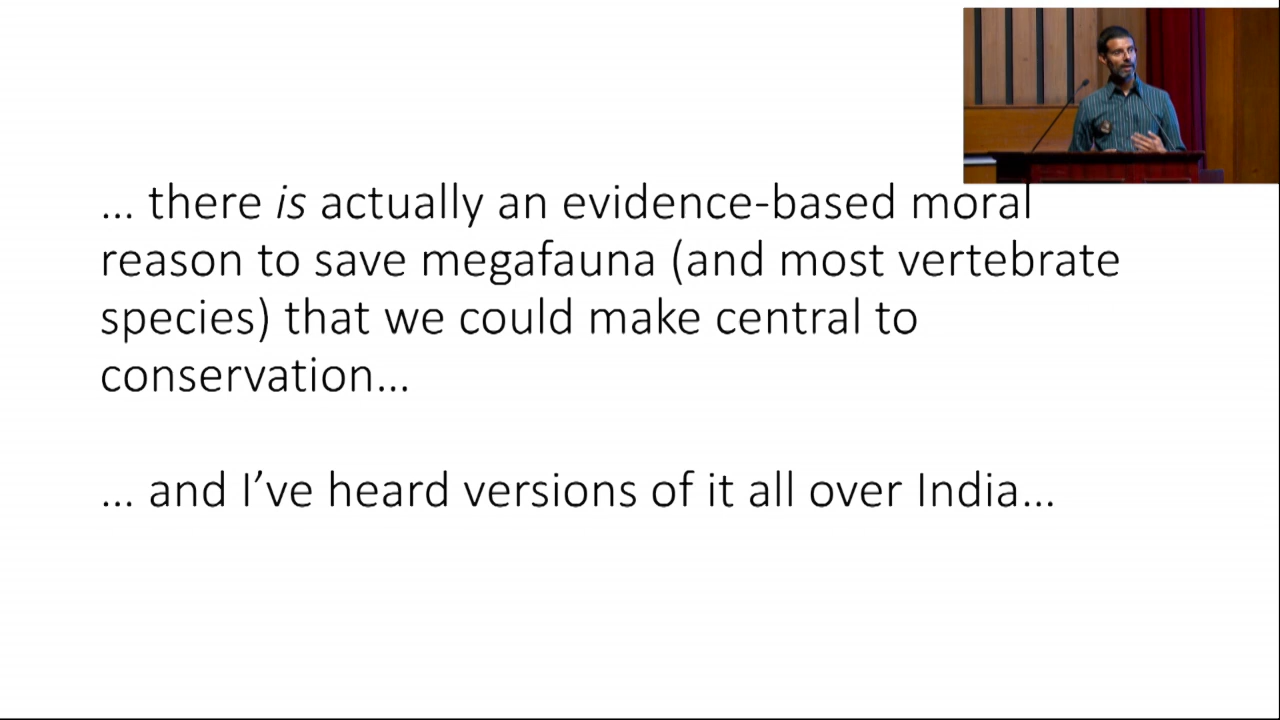 … there is actually an evidence-based moral
reason to save megafauna (and most vertebrate
species) that we could make central to
conservation…
… and I’ve heard versions of it all over India…